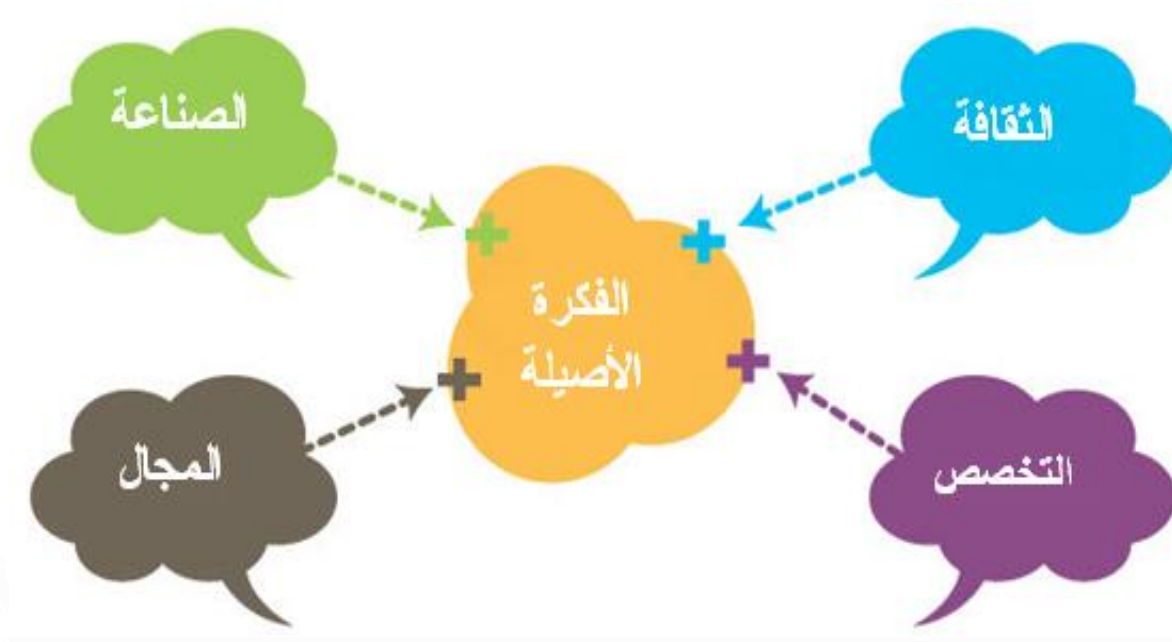 الثقافة
الصناعة
الفكرة
الأصيلة
التخصص
المجال